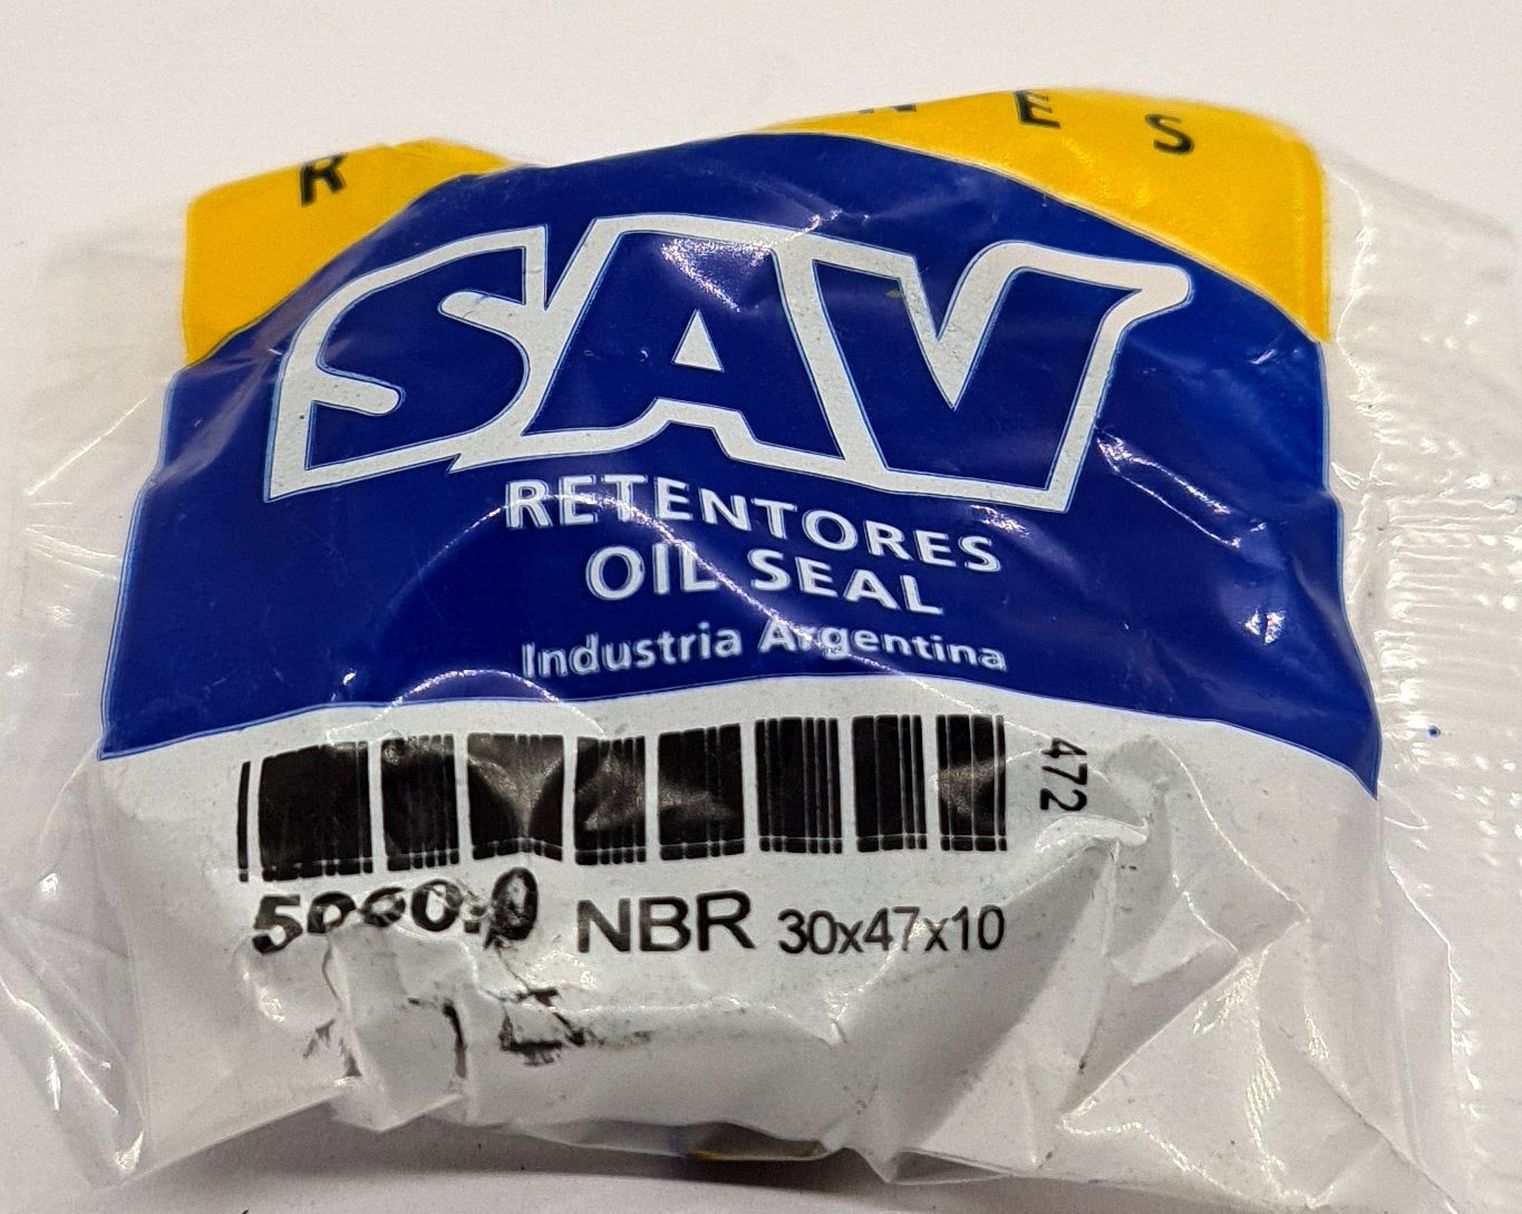 SAV
RETENTORES
OIL SEAL
Industria Argentina
472
NBR 30x47x10